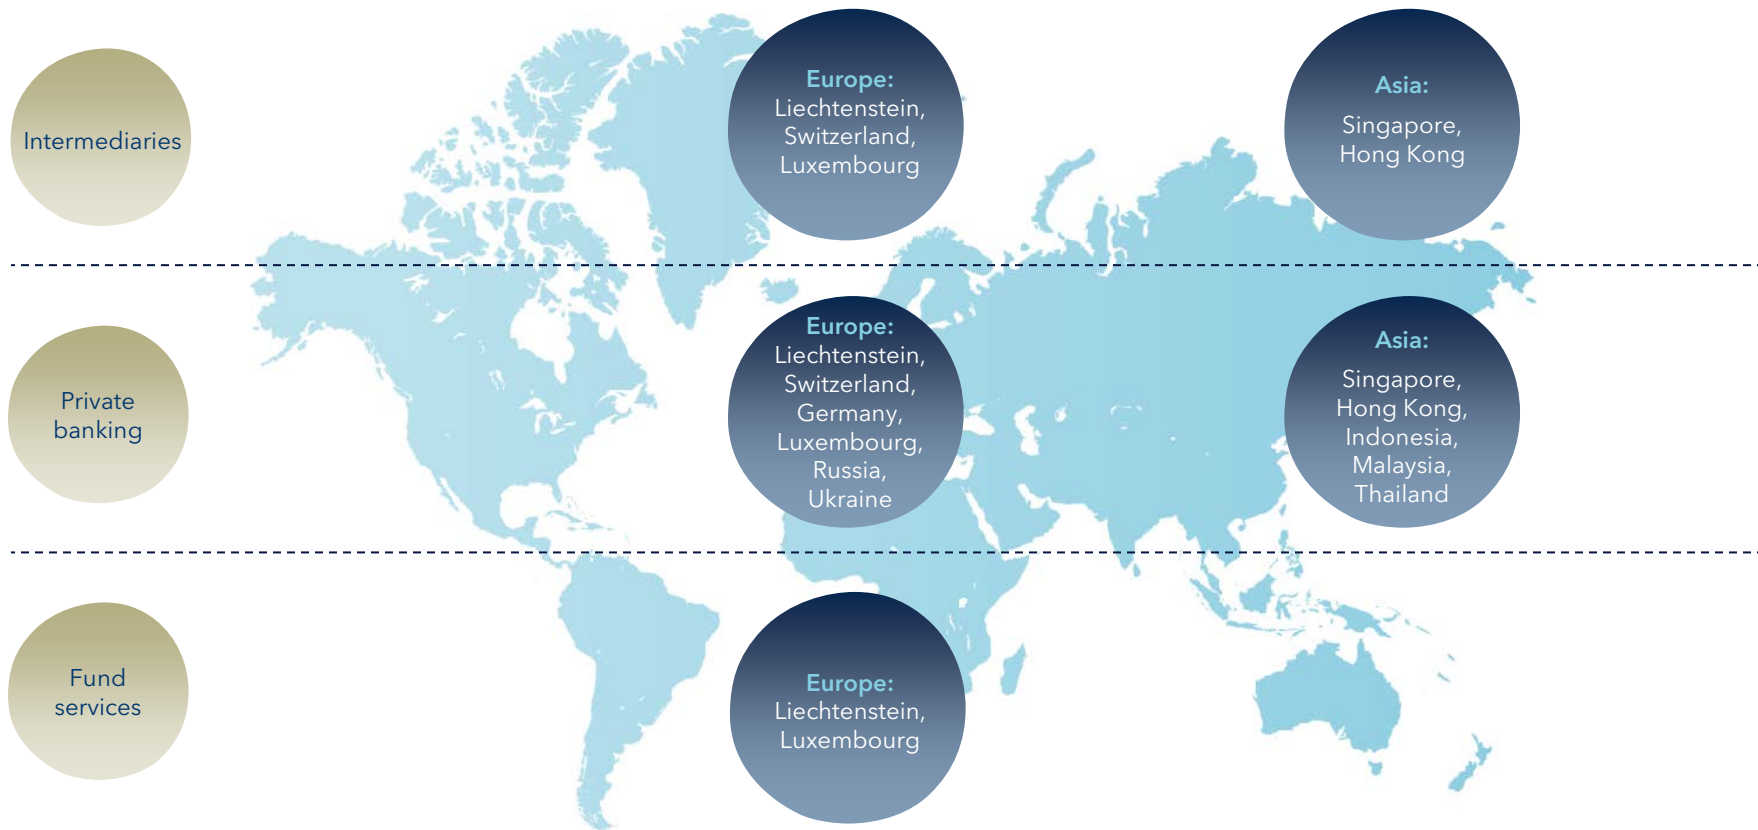 Intermediaries
Europe:
Liechtenstein,
Switzerland,
Luxembourg
Asia:
Singapore,
Hong Kong
Private
banking
Europe:
Liechtenstein,
Switzerland,
Germany,
Luxembourg,
Russia,
Ukraine
Asia:
Singapore,
Hong Kong,
Indonesia,
Malaysia,
Thailand
Fund
services
Europe:
Liechtenstein,
Luxembourg